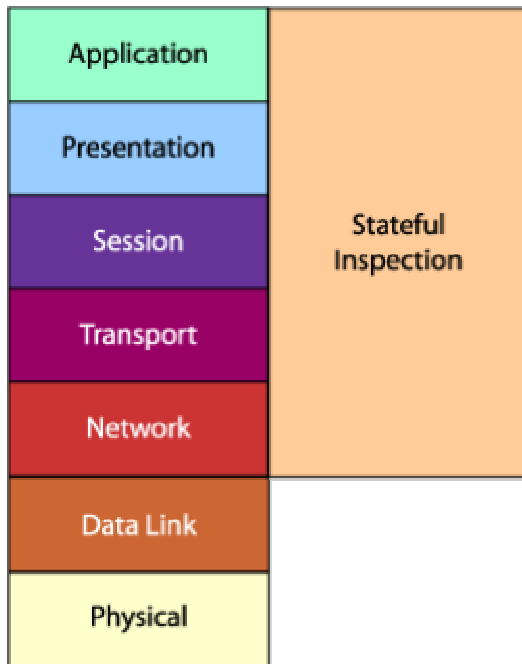 Application
Presentation
Session
Transport
Network
Data Link
Physical
Stateful
Inspection